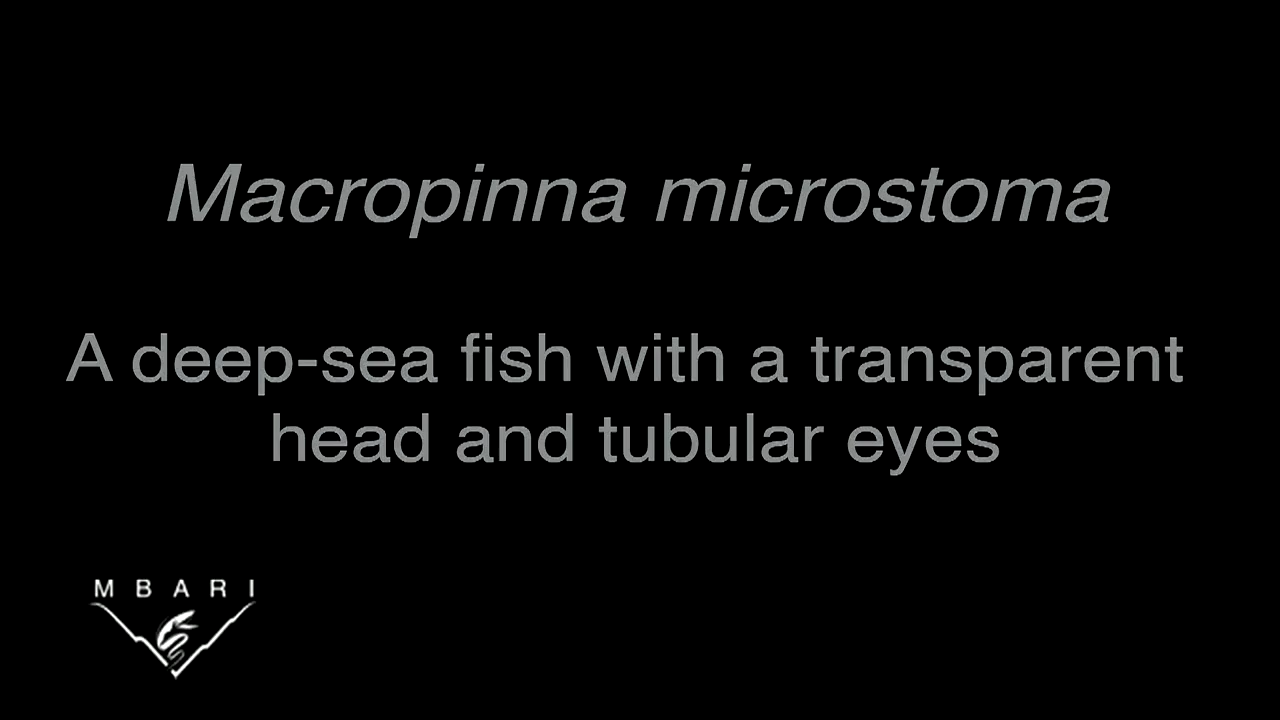 Macropinna microstoma
A deep-sea fish with a transparent
head and tubular eyes
MBARI